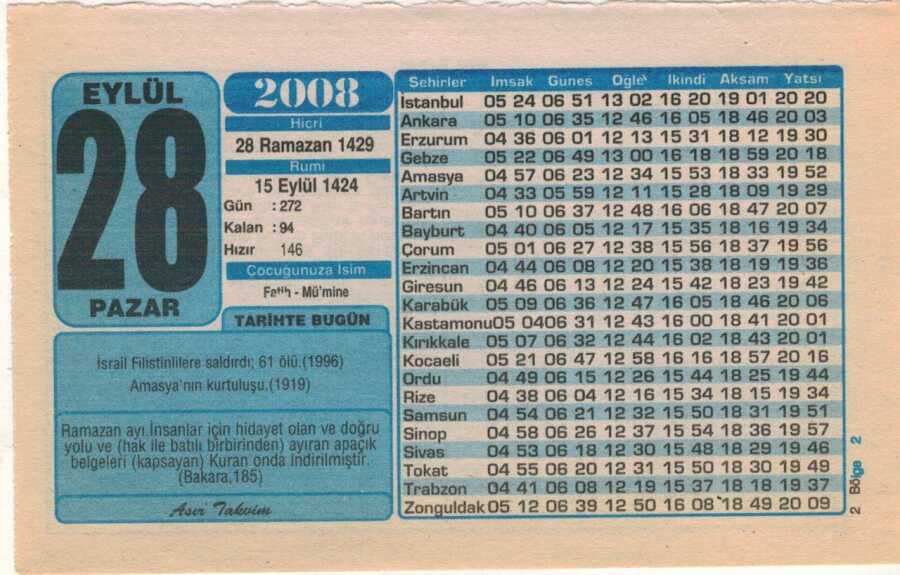 EYLÜL
28
PAZAR
2008
Hicri
28 Ramazan 1429
Rumi
15 Eylül 1424
Gün : 272
Kalan : 94
Hızır 146
Çocuğunuza İsim
Fatih - Mü'mine
TARİHTE BUGÜN
İsrail Filistinlilere saldırdı; 61 ölü.(1996)
Amasya'nın kurtuluşu.(1919)
Ramazan ayı.İnsanlar için hidayet olan ve doğru
yolu ve (hak ile batılı birbirinden) ayıran apaçık
belgeleri (kapsayan) Kuran onda indirilmiştir.
(Bakara,185)
Asır Takvim
Şehirler İmsak Güneş Öğle İkindi Akşam Yatsı
İstanbul 05 24 06 51 13 02 16 20 19 01 20 20
Ankara 05 10 06 35 12 46 16 05 18 46 20 03
Erzurum 04 36 06 01 12 13 15 31 18 12 19 30
Gebze 05 22 06 49 13 00 16 18 18 59 20 18
Amasya 04 57 06 23 12 34 15 53 18 33 19 52
Artvin 04 33 05 59 12 11 15 28 18 09 19 29
Bartın 05 10 06 37 12 48 16 06 18 47 20 07
Bayburt 04 40 06 05 12 17 15 35 18 16 19 34
Çorum 05 01 06 27 12 38 15 56 18 37 19 56
Erzincan 04 44 06 08 12 20 15 38 18 19 19 36
Giresun 04 46 06 13 12 24 15 42 18 23 19 42
Karabük 05 09 06 36 12 47 16 05 18 46 20 06
Kastamonu05 0406 31 12 43 16 00 18 41 20 01
Kırıkkale 05 07 06 32 12 44 16 02 18 43 20 01
Kocaeli 05 21 06 47 12 58 16 16 18 57 20 16
Ordu 04 49 06 15 12 26 15 44 18 25 19 44
Rize 04 38 06 04 12 16 15 34 18 15 19 34
Samsun 04 54 06 21 12 32 15 50 18 31 19 51
Sinop 04 58 06 26 12 37 15 54 18 36 19 57
Sivas 04 53 06 18 12 30 15 48 18 29 19 46
Tokat 04 55 06 20 12 31 15 50 18 30 19 49
Trabzon 04 41 06 08 12 19 15 37 18 18 19 37
Zonguldak 05 12 06 39 12 50 16 08 18 49 20 09
2 Bölge 2